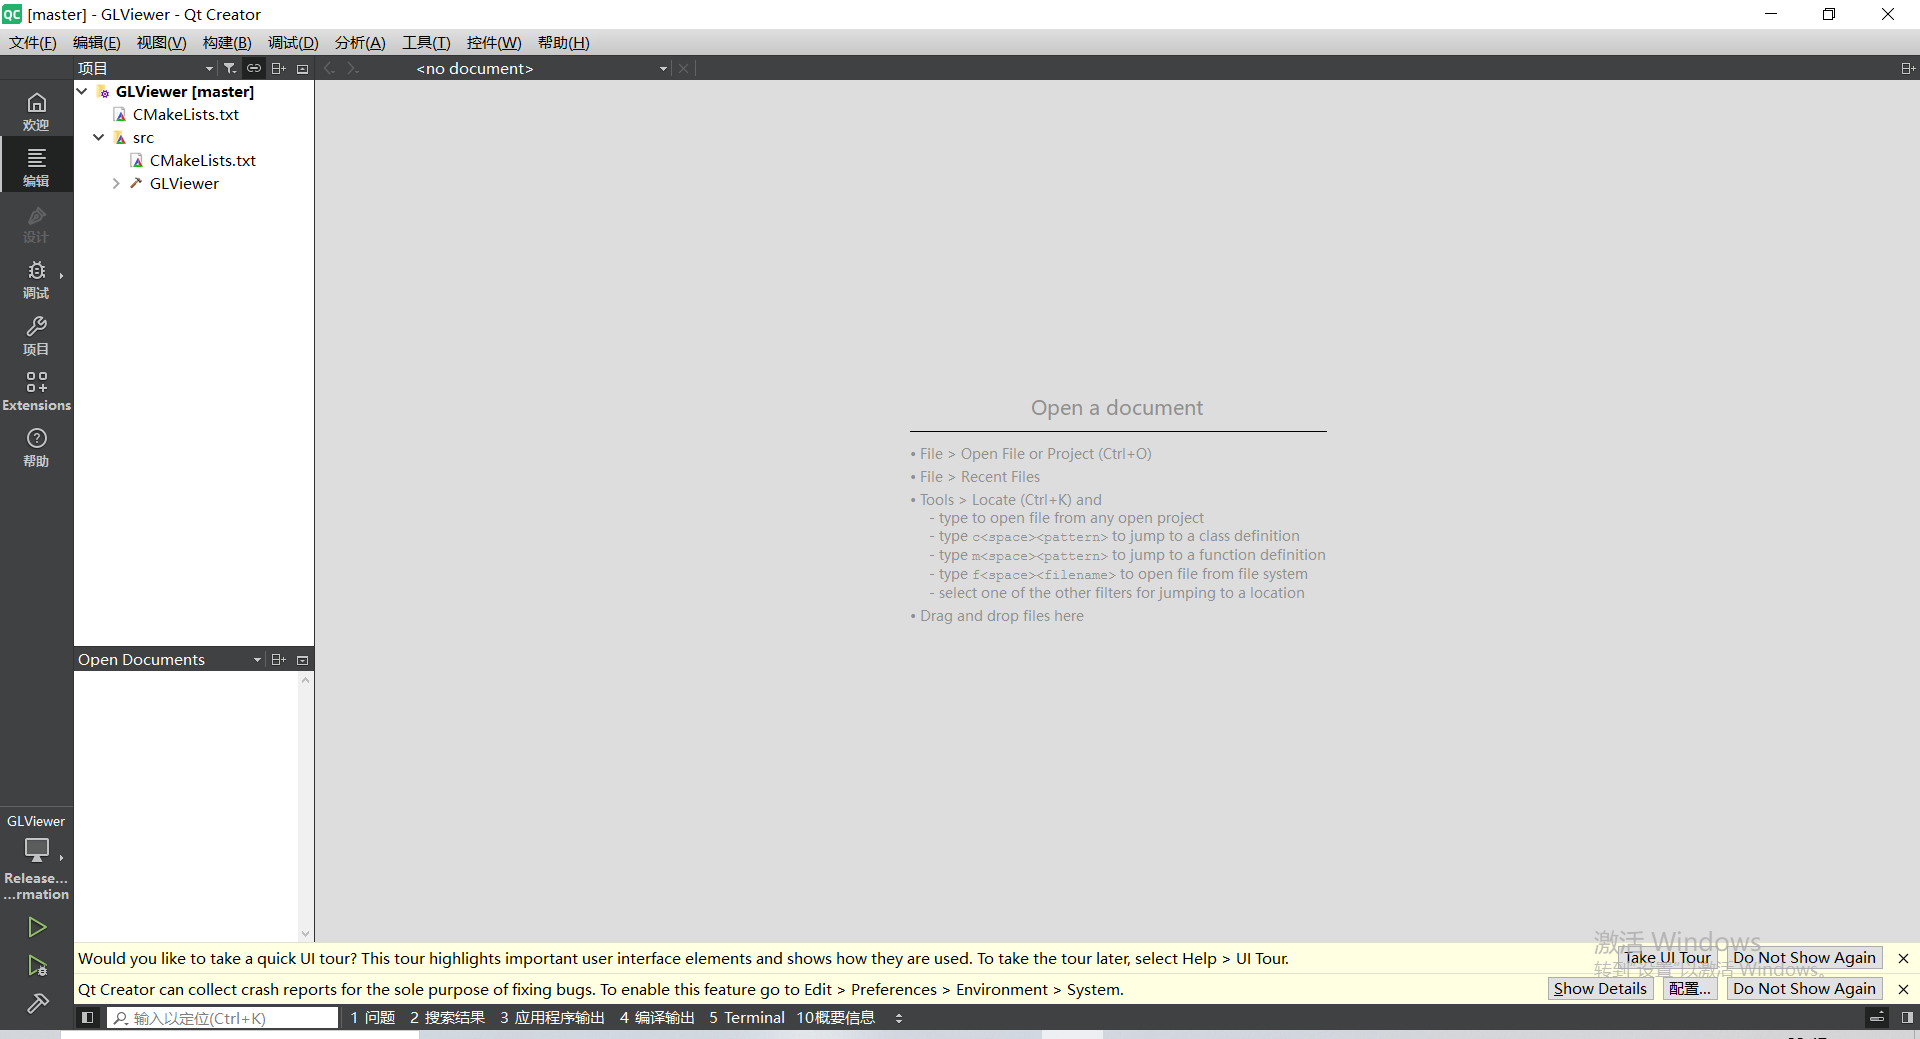 [master] - GLViewer - Qt Creator
文件(F) 编辑(E) 视图(V) 构建(B) 调试(D) 分析(A) 工具(T) 控件(W) 帮助(H)
项目
<no document>
欢迎
编辑
设计
调试
项目
Extensions
帮助
GLViewer [master]
CMakeLists.txt
src
CMakeLists.txt
GLViewer
Open a document
• File > Open File or Project (Ctrl+O)
• File > Recent Files
• Tools > Locate (Ctrl+K) and
- type to open file from any open project
- type c<space><pattern> to jump to a class definition
- type m<space><pattern> to jump to a function definition
- type f<space><filename> to open file from file system
- select one of the other filters for jumping to a location
• Drag and drop files here
Open Documents
GLViewer
Release...
...rmation
激活 Windows
转到"设置"以激活 Windows。
Would you like to take a quick UI tour? This tour highlights important user interface elements and shows how they are used. To take the tour later, select Help > UI Tour.
Take UI Tour
Do Not Show Again
Qt Creator can collect crash reports for the sole purpose of fixing bugs. To enable this feature go to Edit > Preferences > Environment > System.
Show Details
配置...
Do Not Show Again
输入以定位(Ctrl+K)
1 问题 2 搜索结果 3 应用程序输出 4 编译输出 5 Terminal 10概要信息